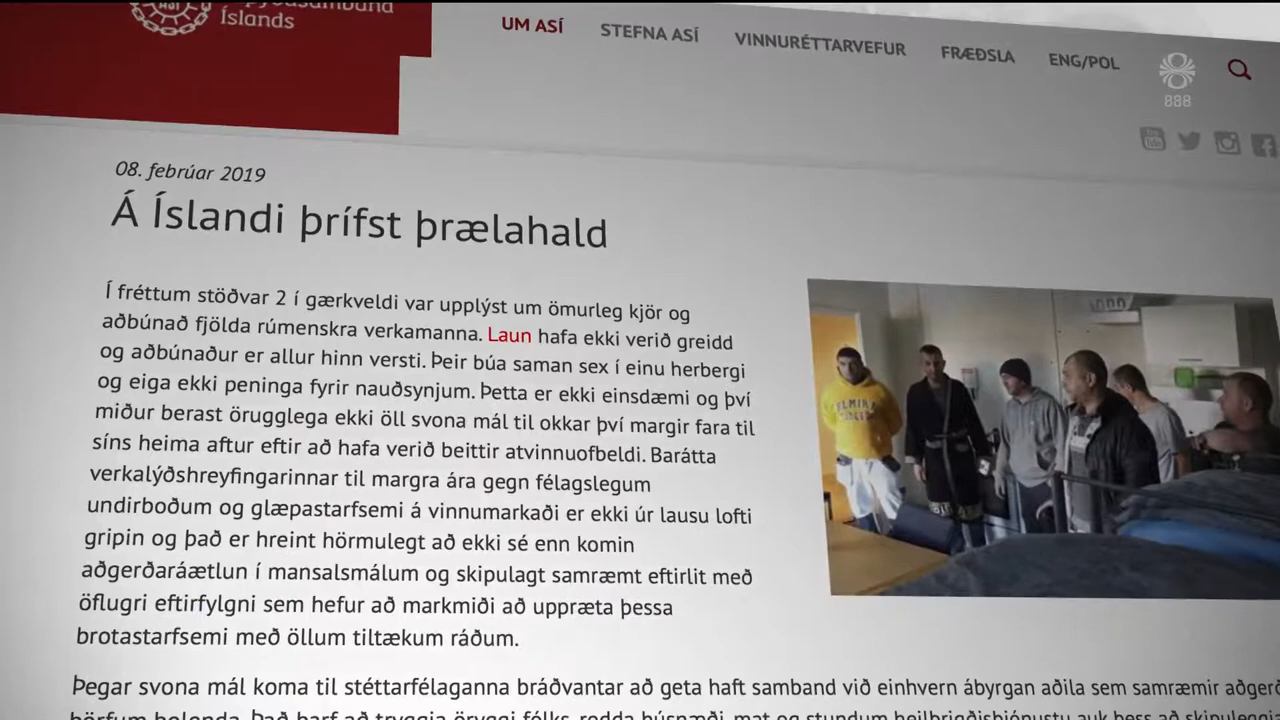 Íslands
UM ASÍ
STEFNA ASÍ
VINNURÉTTARVEFUR
FRÆÐSLA
ENG/POL
888
08. febrúar 2019
Á Íslandi þrífst þrælahald
Í fréttum stöðvar 2 í gærkveldi var upplýst um ömurleg kjör og
aðbúnað fjölda rúmenskra verkamanna. Laun hafa ekki verið greidd
og aðbúnaður er allur hinn versti. Þeir búa saman sex í einu herbergi
og eiga ekki peninga fyrir nauðsynjum. Þetta er ekki einsdæmi og því
miður berast örugglega ekki öll svona mál til okkar því margir fara til
síns heima aftur eftir að hafa verið beittir atvinnuofbeldi. Barátta
verkalýðshreyfingarinnar til margra ára gegn félagslegum
undirboðum og glæpastarfsemi á vinnumarkaði er ekki úr lausu lofti
gripin og það er hreint hörmulegt að ekki sé enn komin
aðgerðaráætlun í mansalsmálum og skipulagt samræmt eftirlit með
öflugri eftirfylgni sem hefur að markmiði að uppræta þessa
brotastarfsemi með öllum tiltækum ráðum.
Þegar svona mál koma til stéttarfélaganna bráðvantar að geta haft samband við einhvern ábyrgan aðila sem samræmir